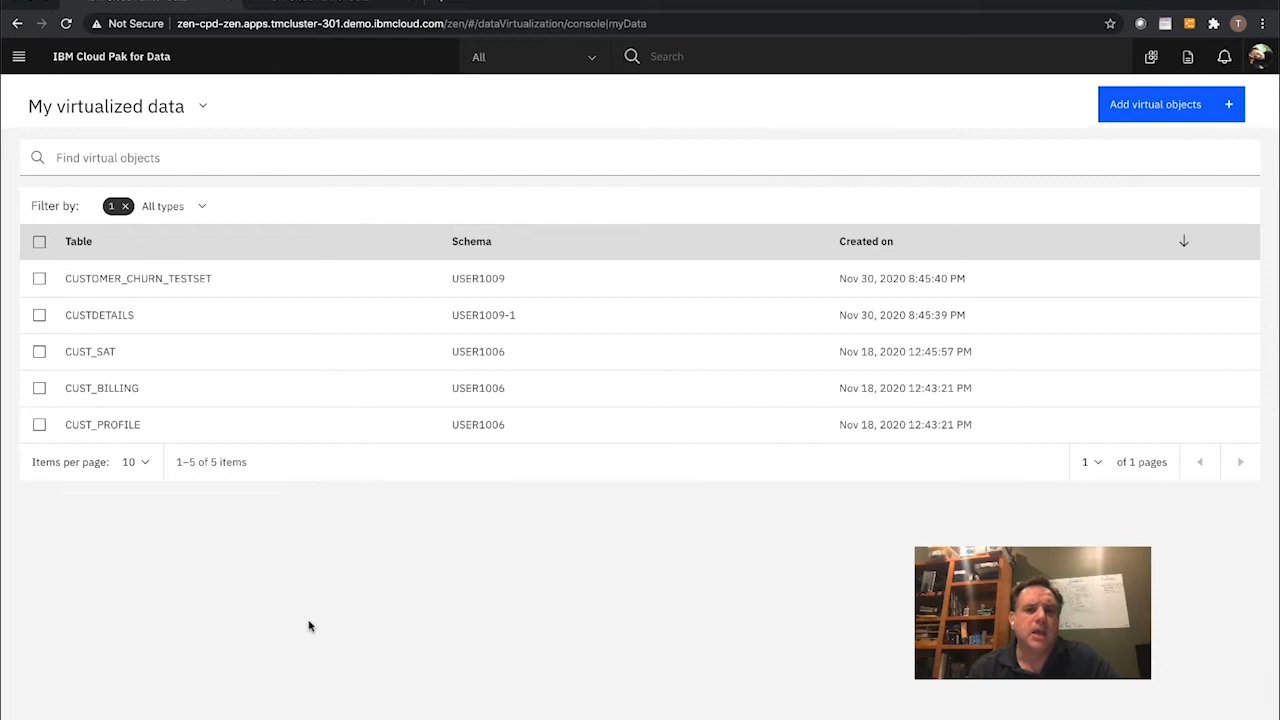 Not Secure | zen-cpd-zen.apps.tmcluster-301.demo.ibmcloud.com/zen/#/dataVirtualization/console|myData
T
IBM Cloud Pak for Data
All
Search
My virtualized data
Add virtual objects +
Find virtual objects
Filter by: 1 × All types
Table Schema Created on
CUSTOMER_CHURN_TESTSET USER1009 Nov 30, 2020 8:45:40 PM
CUSTDETAILS USER1009-1 Nov 30, 2020 8:45:39 PM
CUST_SAT USER1006 Nov 18, 2020 12:45:57 PM
CUST_BILLING USER1006 Nov 18, 2020 12:43:21 PM
CUST_PROFILE USER1006 Nov 18, 2020 12:43:21 PM
Items per page: 10 1–5 of 5 items 1 of 1 pages